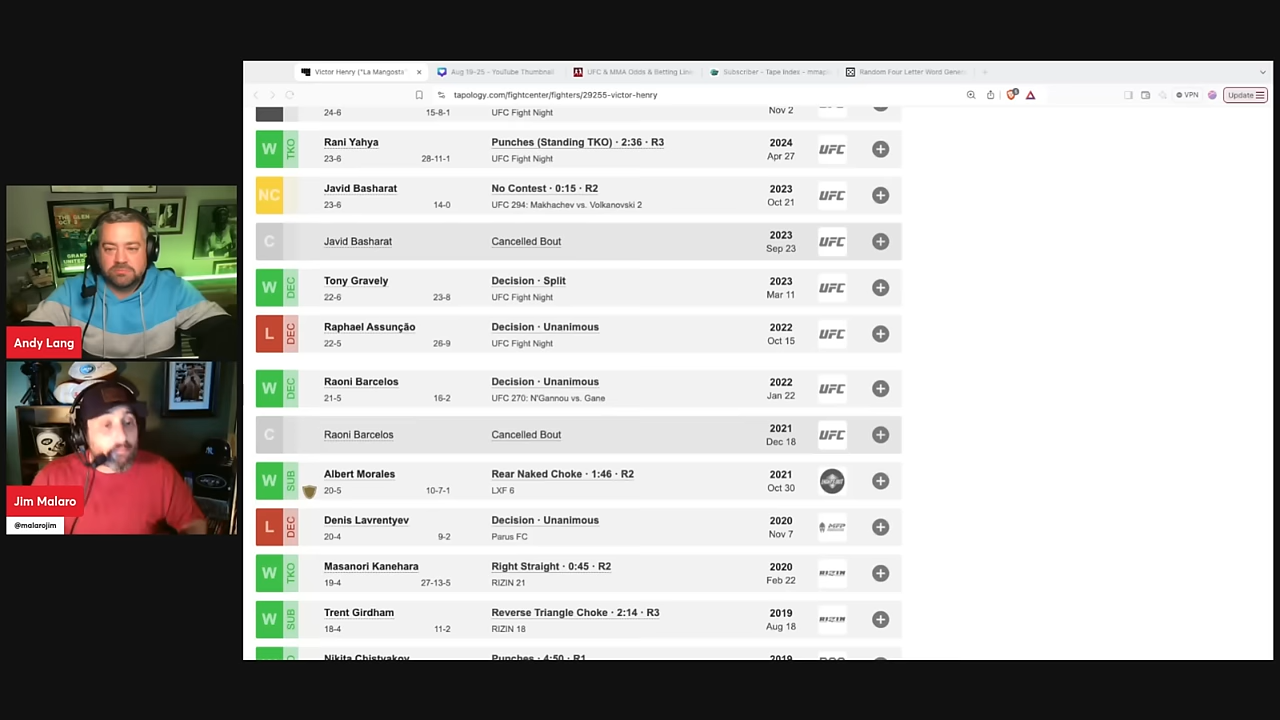 Victor Henry ("La Mangosta"
Aug 19-25 - YouTube Thumbnail
UFC & MMA Odds & Betting Line
Subscriber - Tape Index - mmapl
Random Four Letter Word Gener
tapology.com/fightcenter/fighters/29255-victor-henry
VPN
Update
24-6 15-8-1 UFC Fight Night Nov 2
W TKO Rani Yahya Punches (Standing TKO) · 2:36 · R3 2024 UFC
23-6 28-11-1 UFC Fight Night Apr 27
NC Javid Basharat No Contest · 0:15 · R2 2023 UFC
23-6 14-0 UFC 294: Makhachev vs. Volkanovski 2 Oct 21
C Javid Basharat Cancelled Bout 2023 UFC
Sep 23
W DEC Tony Gravely Decision · Split 2023 UFC
22-6 23-8 UFC Fight Night Mar 11
L DEC Raphael Assunção Decision · Unanimous 2022 UFC
22-5 26-9 UFC Fight Night Oct 15
W DEC Raoni Barcelos Decision · Unanimous 2022 UFC
21-5 16-2 UFC 270: N'Gannou vs. Gane Jan 22
C Raoni Barcelos Cancelled Bout 2021 UFC
Dec 18
W SUB Albert Morales Rear Naked Choke · 1:46 · R2 2021
20-5 10-7-1 LXF 6 Oct 30
L DEC Denis Lavrentyev Decision · Unanimous 2020 MFP
20-4 9-2 Parus FC Nov 7
W TKO Masanori Kanehara Right Straight · 0:45 · R2 2020 RIZIN
19-4 27-13-5 RIZIN 21 Feb 22
W SUB Trent Girdham Reverse Triangle Choke · 2:14 · R3 2019 RIZIN
18-4 11-2 RIZIN 18 Aug 18
Nikita Chistyakov Punches · 4:50 · R1 2019
Andy Lang
Jim Malaro
@malarojim